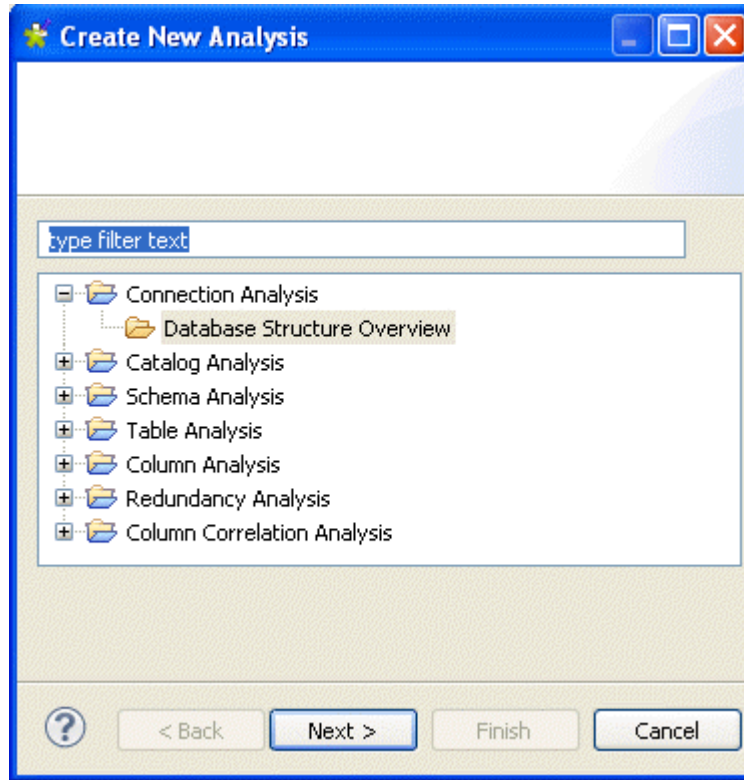 Create New Analysis
type filter text
Connection Analysis
Database Structure Overview
Catalog Analysis
Schema Analysis
Table Analysis
Column Analysis
Redundancy Analysis
Column Correlation Analysis
? < Back Next > Finish Cancel